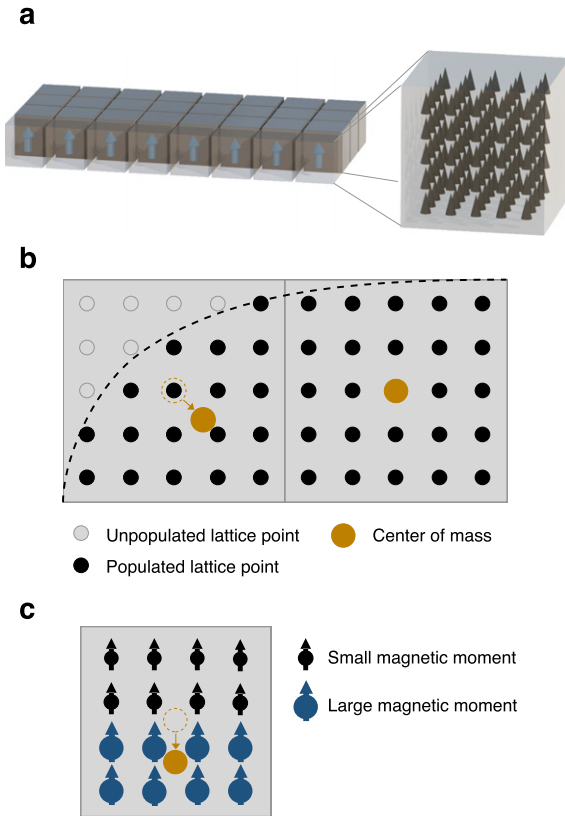 a
b
Unpopulated lattice point
Center of mass
Populated lattice point
c
Small magnetic moment
Large magnetic moment